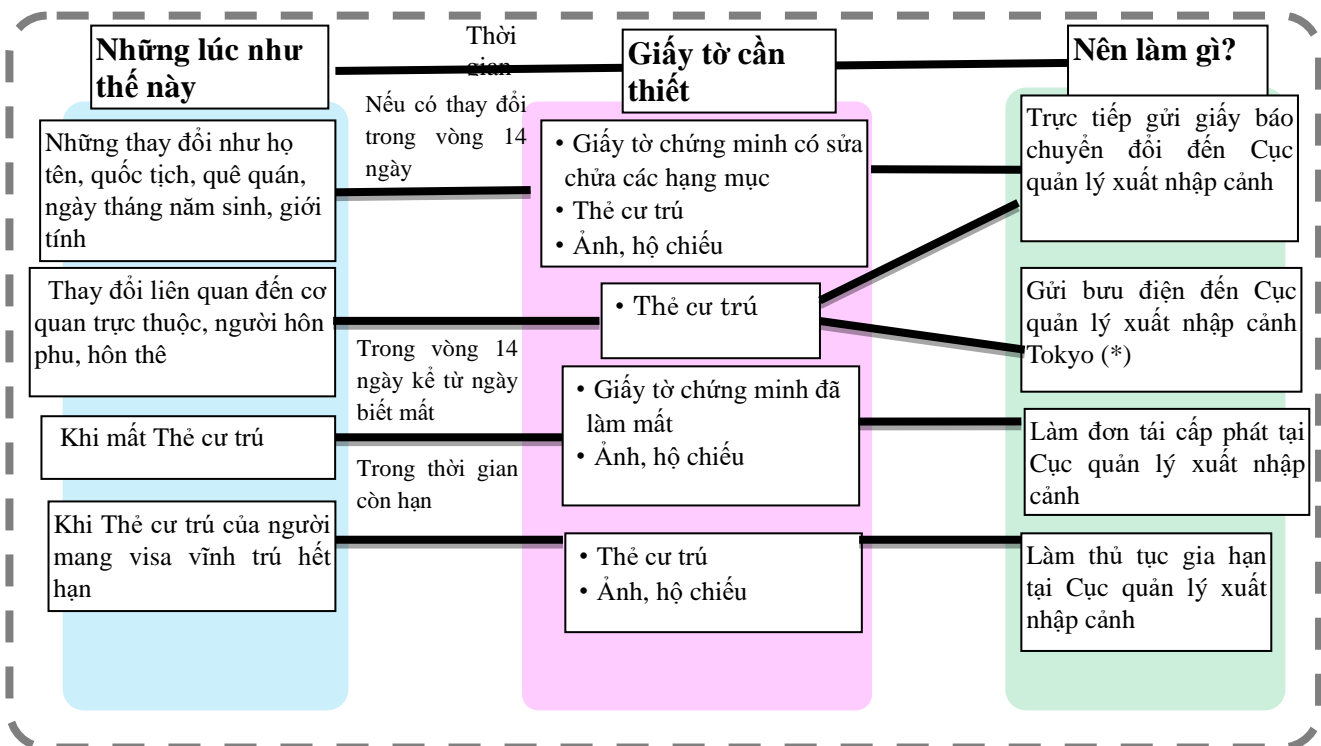 Những lúc như
thế này
Thời
gian
Giấy tờ cần
thiết
Nên làm gì?
Những thay đổi như họ
tên, quốc tịch, quê quán,
ngày tháng năm sinh, giới
tính
Nếu có thay đổi
trong vòng 14
ngày
• Giấy tờ chứng minh có sửa
chửa các hạng mục
• Thẻ cư trú
• Ảnh, hộ chiếu
Trực tiếp gửi giấy báo
chuyển đổi đến Cục
quản lý xuất nhập cảnh
Thay đổi liên quan đến cơ
quan trực thuộc, người hôn
phu, hôn thê
• Thẻ cư trú
Gửi bưu điện đến Cục
quản lý xuất nhập cảnh
Tokyo (*)
Khi mất Thẻ cư trú
Trong vòng 14
ngày kể từ ngày
biết mất
• Giấy tờ chứng minh đã
làm mất
• Ảnh, hộ chiếu
Làm đơn tái cấp phát tại
Cục quản lý xuất nhập
cảnh
Khi Thẻ cư trú của người
mang visa vĩnh trú hết
hạn
Trong thời gian
còn hạn
• Thẻ cư trú
• Ảnh, hộ chiếu
Làm thủ tục gia hạn
tại Cục quản lý xuất
nhập cảnh